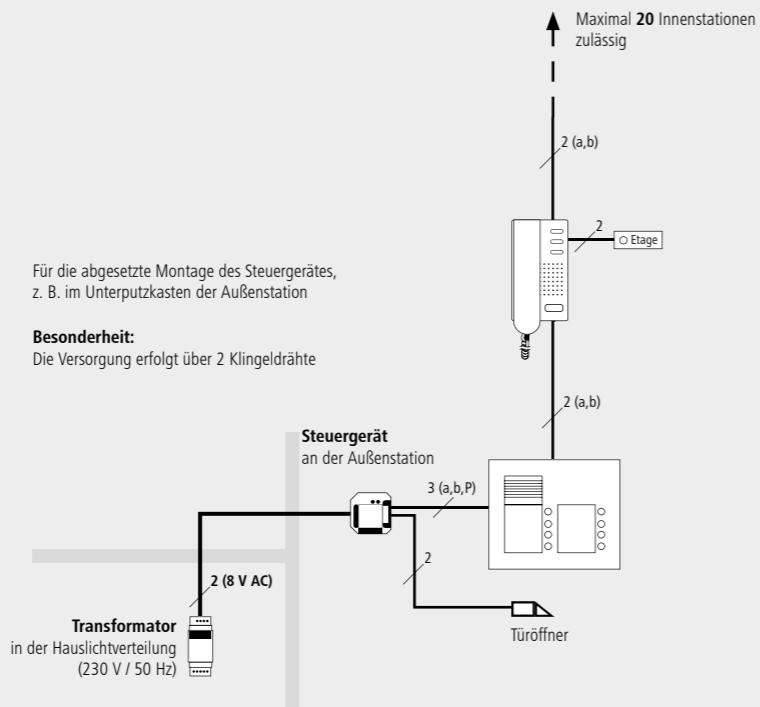 Maximal 20 Innenstationen
zulässig
2 (a,b)
2
Etage
Für die abgesetzte Montage des Steuergerätes,
z. B. im Unterputzkasten der Außenstation
Besonderheit:
Die Versorgung erfolgt über 2 Klingeldrähte
2 (a,b)
Steuergerät
an der Außenstation
3 (a,b,P)
2
2 (8 V AC)
Transformator
in der Hauslichtverteilung
(230 V / 50 Hz)
Türöffner